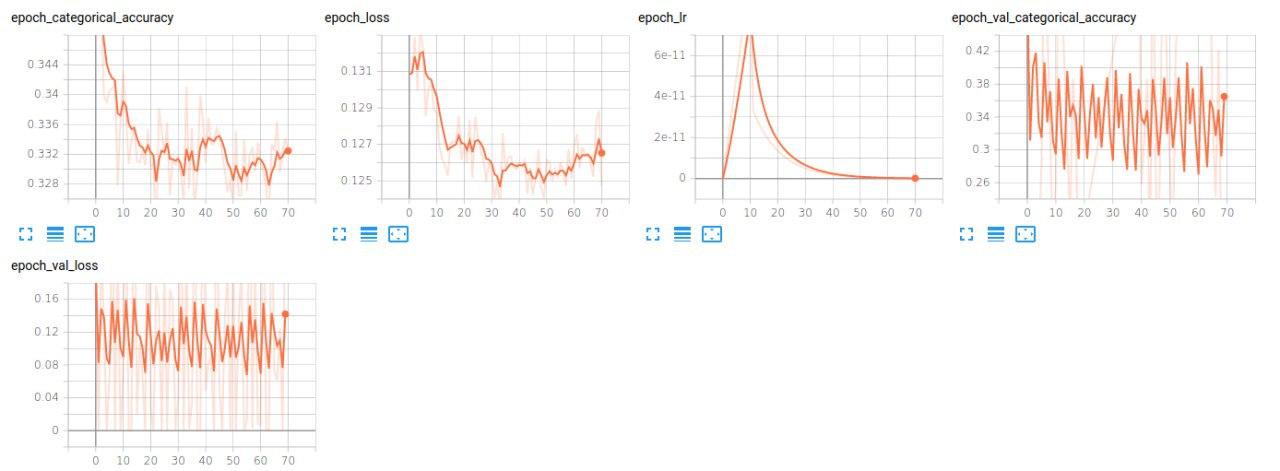 epoch_categorical_accuracy epoch_loss epoch_lr epoch_val_categorical_accuracy
0.344 0.131 6e-11 0.42
0.34 0.129 4e-11 0.38
0.336 0.127 2e-11 0.34
0.332 0.125 0 0.3
0.328 0.26
0 10 20 30 40 50 60 70 0 10 20 30 40 50 60 70 0 10 20 30 40 50 60 70 0 10 20 30 40 50 60 70
epoch_val_loss
0.16
0.12
0.08
0.04
0
0 10 20 30 40 50 60 70